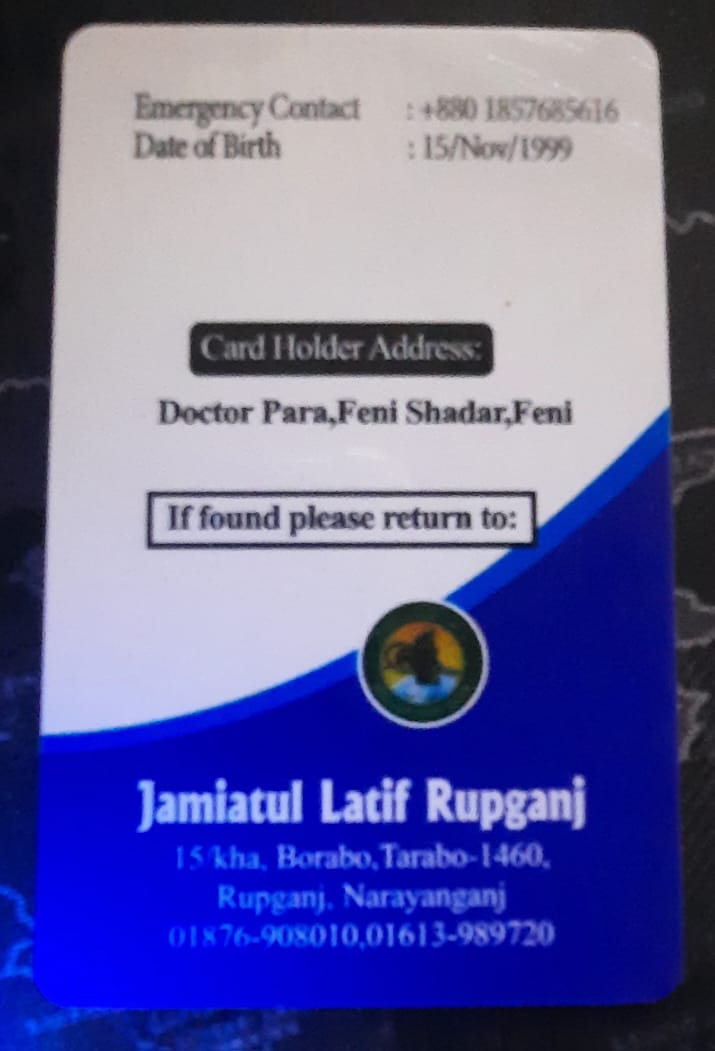 Emergency Contact : +880 1857685616
Date of Birth : 15/Nov/1999
Card Holder Address:
Doctor Para,Feni Shadar,Feni
If found please return to:
Jamiatul Latif Rupganj
15/kha, Borabo,Tarabo-1460,
Rupganj, Narayanganj
01876-908010,01613-989720